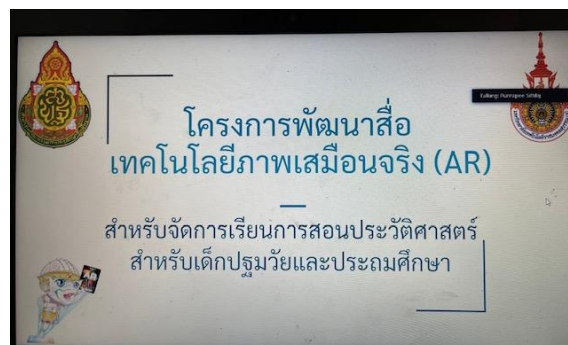 โครงการพัฒนาสื่อ
เทคโนโลยีภาพเสมือนจริง (AR)
สำหรับจัดการเรียนการสอนประวัติศาสตร์
สำหรับเด็กปฐมวัยและประถมศึกษา